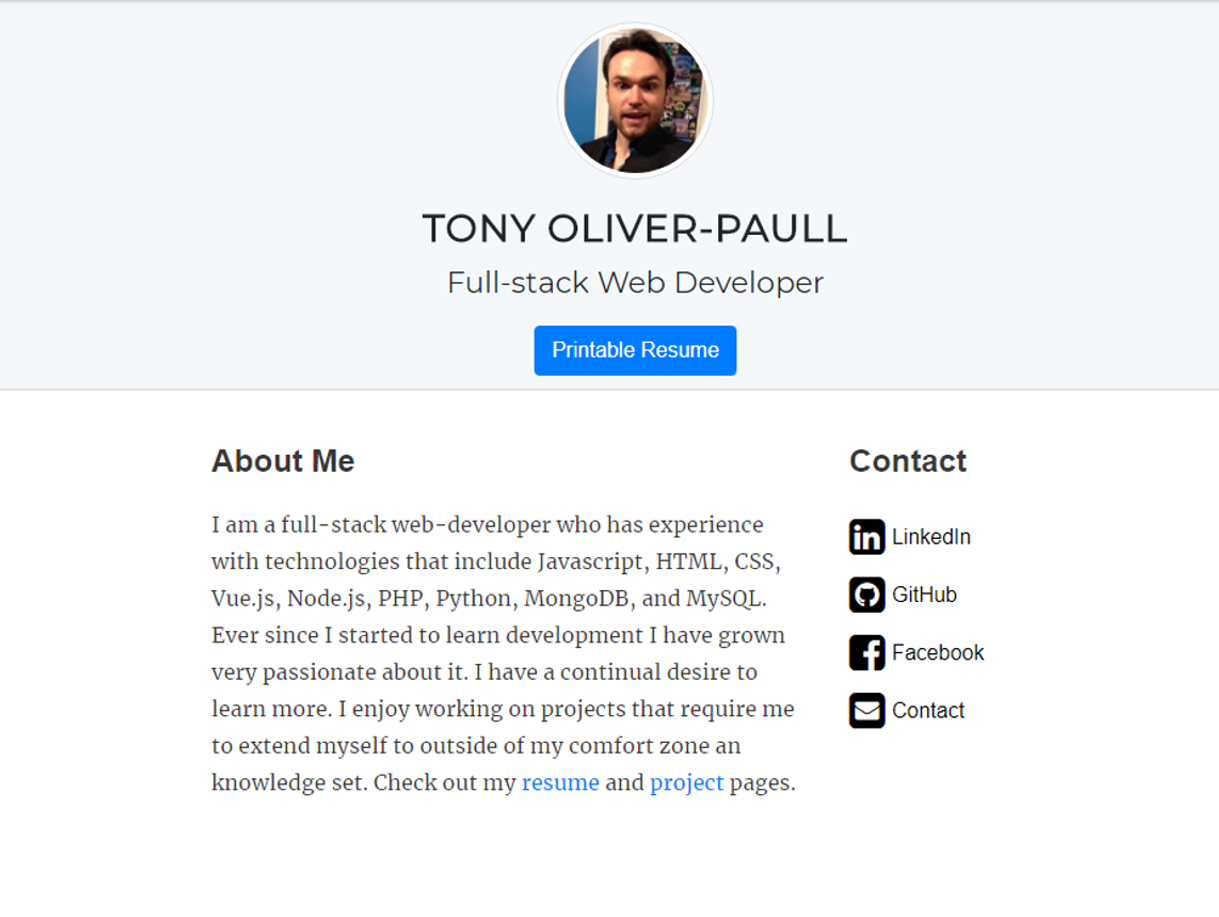 TONY OLIVER-PAULL
Full-stack Web Developer
Printable Resume
About Me
I am a full-stack web-developer who has experience
with technologies that include Javascript, HTML, CSS,
Vue.js, Node.js, PHP, Python, MongoDB, and MySQL.
Ever since I started to learn development I have grown
very passionate about it. I have a continual desire to
learn more. I enjoy working on projects that require me
to extend myself to outside of my comfort zone an
knowledge set. Check out my resume and project pages.
Contact
LinkedIn
GitHub
Facebook
Contact